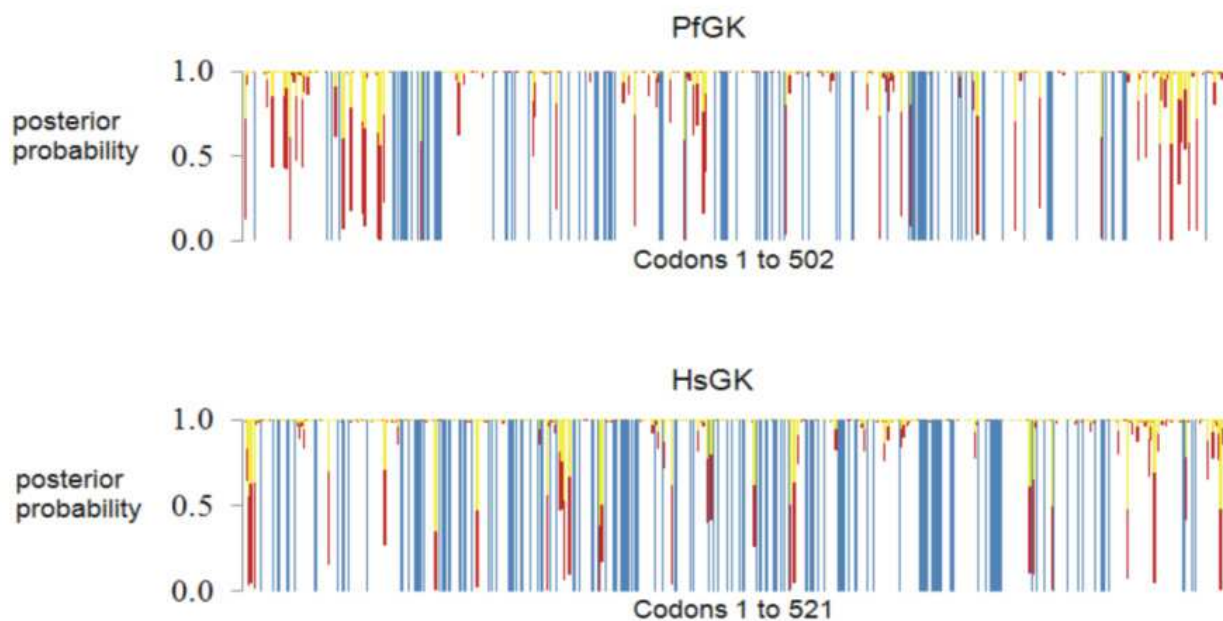 PfGK
1.0
posterior
probability
0.5
0.0
Codons 1 to 502
HsGK
1.0
posterior
probability
0.5
0.0
Codons 1 to 521